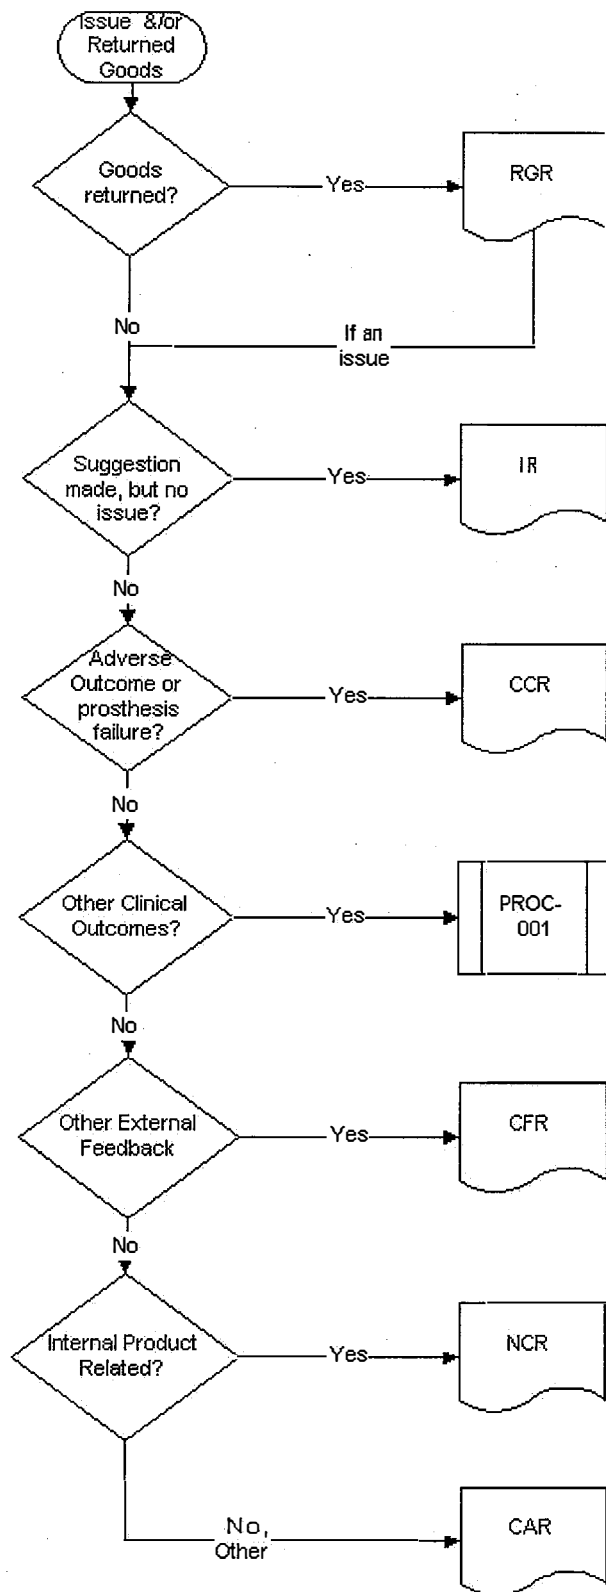 Issue &/or
Returned
Goods
Goods
returned?
Yes
RGR
No
If an
issue
Suggestion
made, but no
issue?
Yes
IR
No
Adverse
Outcome or
prosthesis
failure?
Yes
CCR
No
Other Clinical
Outcomes?
Yes
PROC-
001
No
Other External
Feedback
Yes
CFR
No
Internal Product
Related?
Yes
NCR
No,
Other
CAR